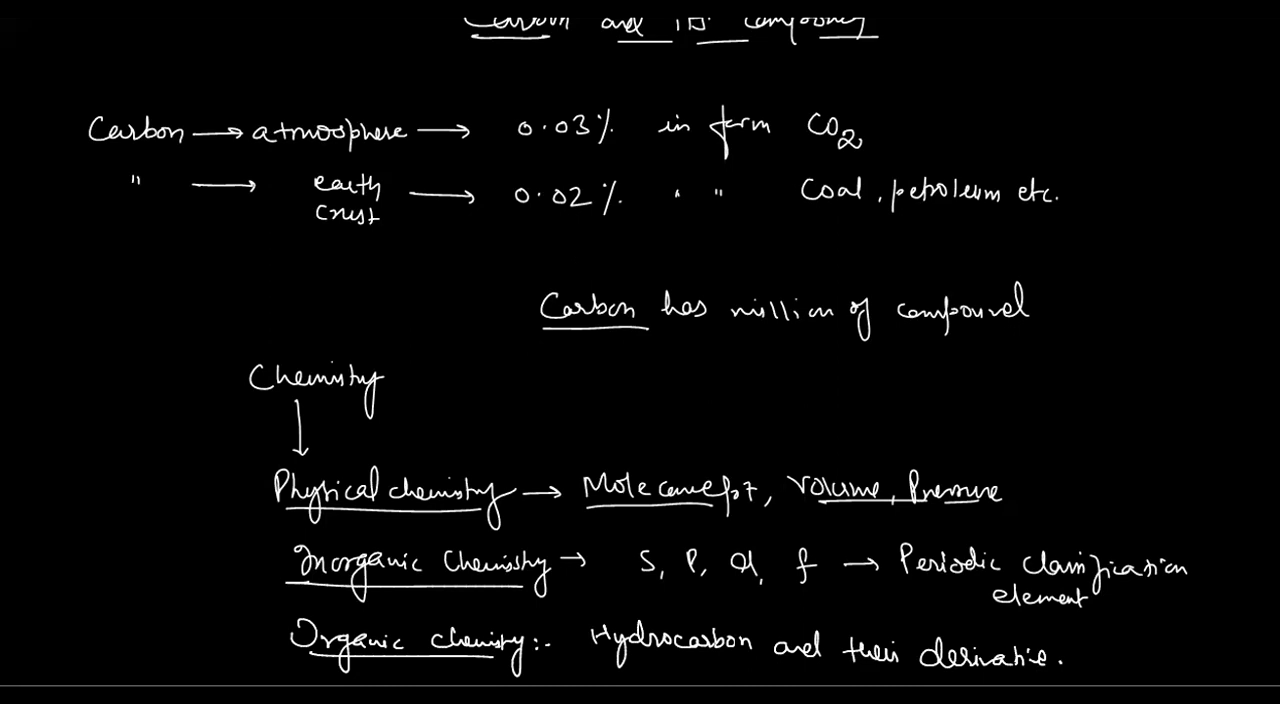 Carbon and its compounds
Carbon → atmosphere → 0.03% in form CO2
" → earth crust → 0.02% " " Coal, petroleum etc.
Carbon has million of compound
Chemistry
↓
Physical chemistry → Mole concept, Volume, Pressure
Inorganic Chemistry → S, P, d, f → Periodic classification
element
Organic chemistry:- Hydrocarbon and their derivative.